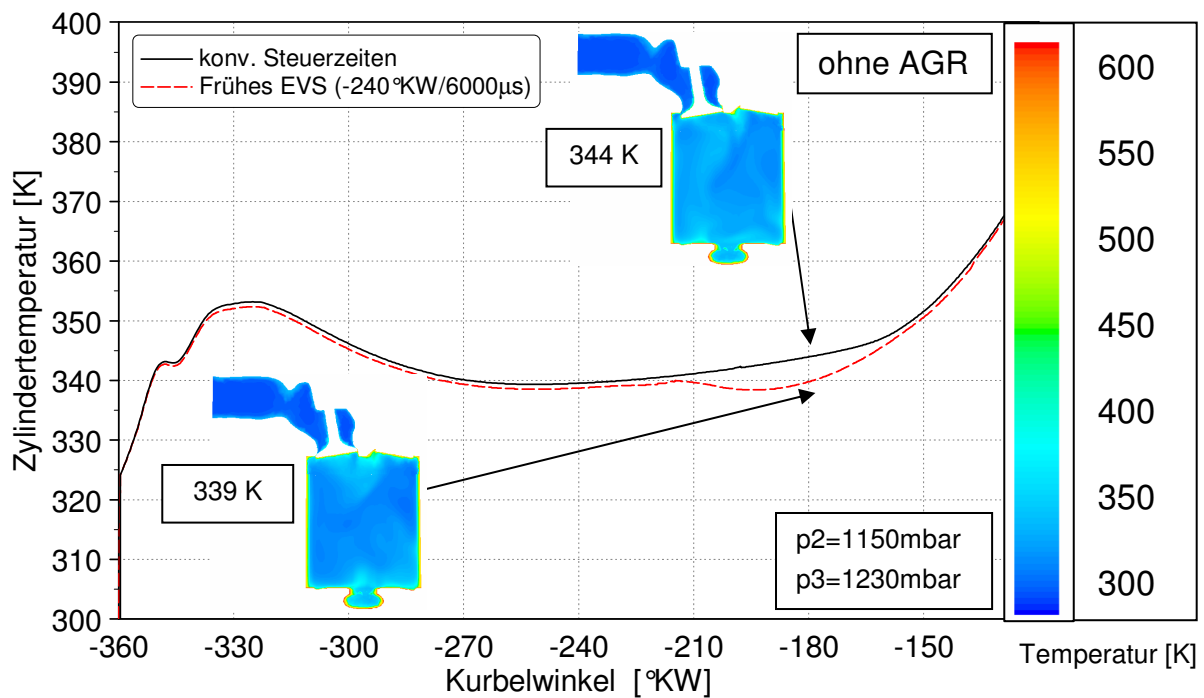 400
390
380
370
360
350
340
330
320
310
300
Zylindertemperatur [K]
konv. Steuerzeiten
Frühes EVS (-240°KW/6000µs)
ohne AGR
344 K
339 K
p2=1150mbar
p3=1230mbar
-360
-330
-300
-270
-240
-210
-180
-150
Kurbelwinkel [°KW]
600
550
500
450
400
350
300
Temperatur [K]